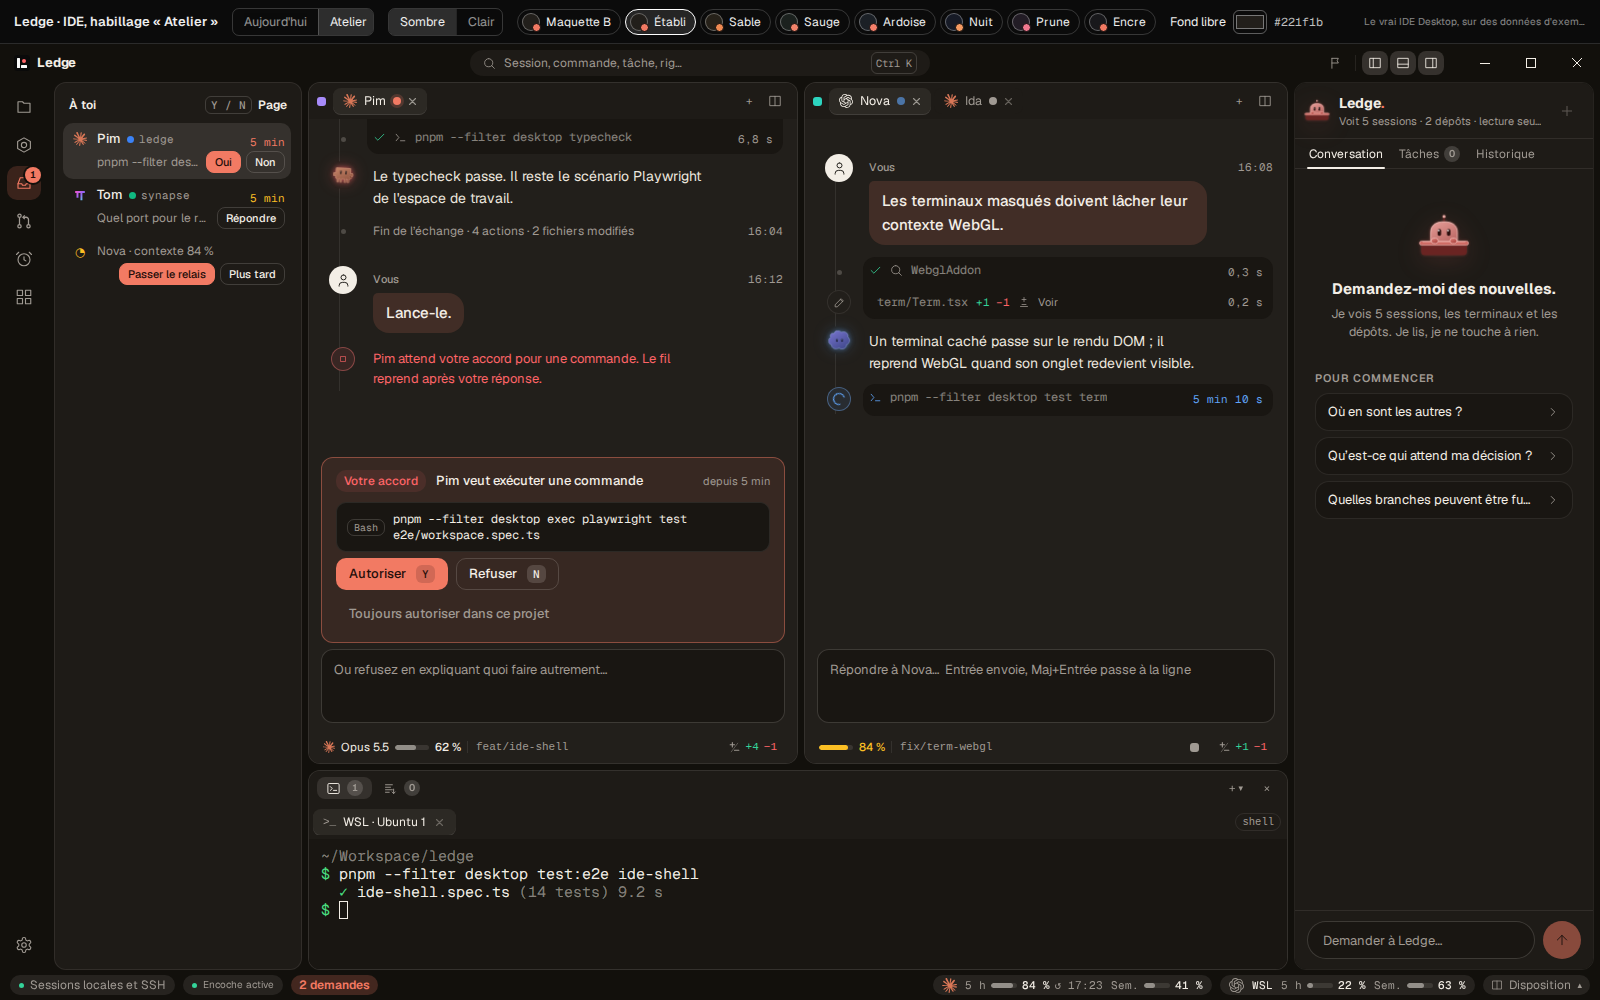 Ledge · IDE, habillage « Atelier »
Aujourd'hui
Atelier
Sombre
Clair
Maquette B
Établi
Sable
Sauge
Ardoise
Nuit
Prune
Encre
Fond libre
#221f1b
Le vrai IDE Desktop, sur des données d'exem…
Ledge
Session, commande, tâche, rig…
Ctrl K
À toi
Y / N
Page
Pim
ledge
5 min
pnpm --filter des…
Oui
Non
Tom
synapse
5 min
Quel port pour le r…
Répondre
Nova · contexte 84 %
Passer le relais
Plus tard
1
Pim
pnpm --filter desktop typecheck
6,8 s
Le typecheck passe. Il reste le scénario Playwright
de l'espace de travail.
Fin de l'échange · 4 actions · 2 fichiers modifiés
16:04
Vous
16:12
Lance-le.
Pim attend votre accord pour une commande. Le fil
reprend après votre réponse.
Votre accord
Pim veut exécuter une commande
depuis 5 min
Bash
pnpm --filter desktop exec playwright test
e2e/workspace.spec.ts
Autoriser
Y
Refuser
N
Toujours autoriser dans ce projet
Ou refusez en expliquant quoi faire autrement…
Opus 5.5
62 %
feat/ide-shell
+4 −1
Nova
Ida
Vous
16:08
Les terminaux masqués doivent lâcher leur
contexte WebGL.
WebglAddon
0,3 s
term/Term.tsx +1 −1
Voir
0,2 s
Un terminal caché passe sur le rendu DOM ; il
reprend WebGL quand son onglet redevient visible.
pnpm --filter desktop test term
5 min 10 s
Répondre à Nova… Entrée envoie, Maj+Entrée passe à la ligne
84 %
fix/term-webgl
+1 −1
1
0
>_ WSL · Ubuntu 1
shell
~/Workspace/ledge
$ pnpm --filter desktop test:e2e ide-shell
✓ ide-shell.spec.ts (14 tests) 9.2 s
$
Ledge.
Voit 5 sessions · 2 dépôts · lecture seu…
Conversation
Tâches 0
Historique
Demandez-moi des nouvelles.
Je vois 5 sessions, les terminaux et les
dépôts. Je lis, je ne touche à rien.
POUR COMMENCER
Où en sont les autres ?
Qu'est-ce qui attend ma décision ?
Quelles branches peuvent être fu…
Demander à Ledge…
Sessions locales et SSH
Encoche active
2 demandes
5 h 84 % ↺ 17:23 Sem. 41 %
WSL 5 h 22 % Sem. 63 %
Disposition